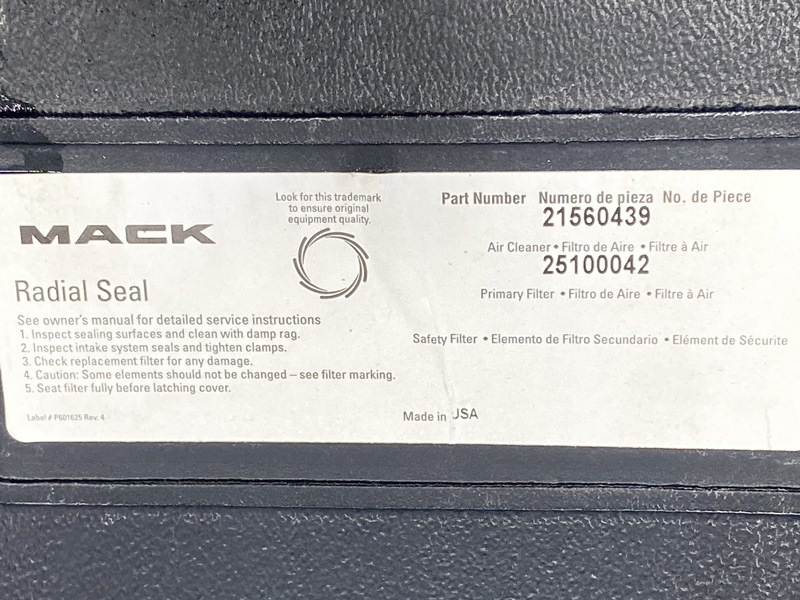 MACK
Radial Seal
See owner's manual for detailed service instructions
1. Inspect sealing surfaces and clean with damp rag.
2. Inspect intake system seals and tighten clamps.
3. Check replacement filter for any damage.
4. Caution: Some elements should not be changed – see filter marking.
5. Seat filter fully before latching cover.
Label # P601625 Rev. 4
Look for this trademark
to ensure original
equipment quality.
Part Number Numero de pieza No. de Piece
21560439
Air Cleaner • Filtro de Aire • Filtre à Air
25100042
Primary Filter • Filtro de Aire • Filtre à Air
Safety Filter • Elemento de Filtro Secundario • Elément de Sécurite
Made in USA